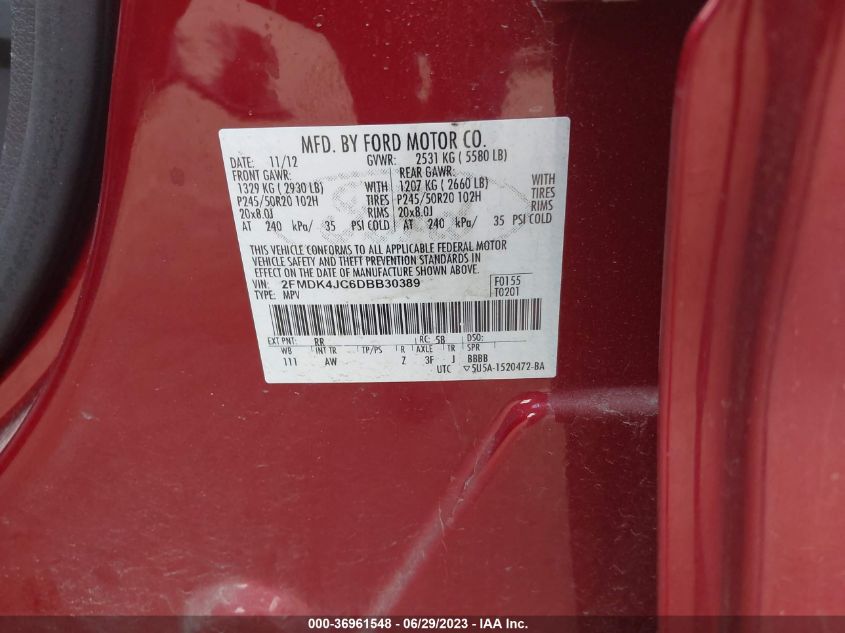 MFD. BY FORD MOTOR CO.
DATE: 11/12 GVWR: 2531 KG ( 5580 LB)
FRONT GAWR: REAR GAWR:
1329 KG ( 2930 LB) WITH 1207 KG ( 2660 LB) WITH
P245/50R20 102H TIRES P245/50R20 102H TIRES
20x8.0J RIMS 20x8.0J RIMS
AT 240 kPa/ 35 PSI COLD AT 240 kPa/ 35 PSI COLD
THIS VEHICLE CONFORMS TO ALL APPLICABLE FEDERAL MOTOR
VEHICLE SAFETY AND THEFT PREVENTION STANDARDS IN
EFFECT ON THE DATE OF MANUFACTURE SHOWN ABOVE.
VIN: 2FMDK4JC6DBB30389 F0155
TYPE: MPV T0201
EXT PNT: RR RC: 58 DSO:
WB INT TR TP/PS R AXLE TR SPR
111 AW Z 3F J BBBB
UTC ▽5U5A-1520472-BA
000-36961548 - 06/29/2023 - IAAI.com